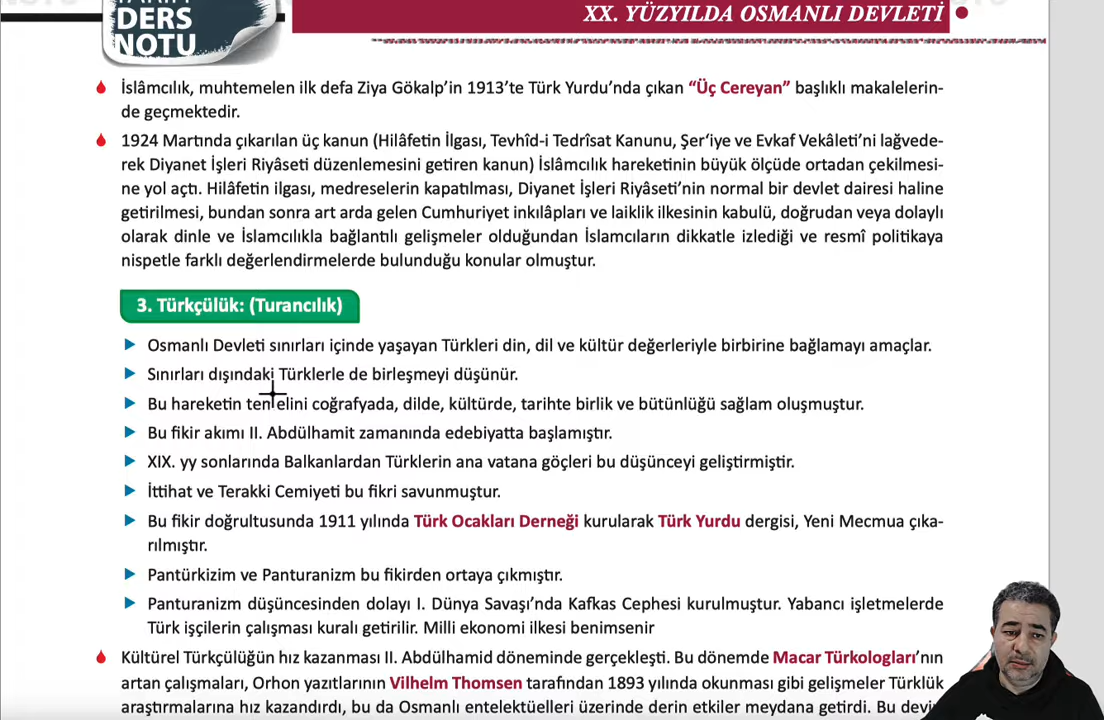 DERS
NOTU
XX. YÜZYILDA OSMANLI DEVLETİ
İslâmcılık, muhtemelen ilk defa Ziya Gökalp’in 1913’te Türk Yurdu’nda çıkan “Üç Cereyan” başlıklı makalelerin-
de geçmektedir.
1924 Martında çıkarılan üç kanun (Hilâfetin İlgası, Tevhîd-i Tedrîsat Kanunu, Şer‘iye ve Evkaf Vekâleti’ni lağvede-
rek Diyanet İşleri Riyâseti düzenlemesini getiren kanun) İslâmcılık hareketinin büyük ölçüde ortadan çekilmesi-
ne yol açtı. Hilâfetin ilgası, medreselerin kapatılması, Diyanet İşleri Riyâseti’nin normal bir devlet dairesi haline
getirilmesi, bundan sonra art arda gelen Cumhuriyet inkılâpları ve laiklik ilkesinin kabulü, doğrudan veya dolaylı
olarak dinle ve İslamcılıkla bağlantılı gelişmeler olduğundan İslamcıların dikkatle izlediği ve resmî politikaya
nispetle farklı değerlendirmelerde bulunduğu konular olmuştur.
3. Türkçülük: (Turancılık)
Osmanlı Devleti sınırları içinde yaşayan Türkleri din, dil ve kültür değerleriyle birbirine bağlamayı amaçlar.
Sınırları dışındaki Türklerle de birleşmeyi düşünür.
Bu hareketin temelini coğrafyada, dilde, kültürde, tarihte birlik ve bütünlüğü sağlam oluşmuştur.
Bu fikir akımı II. Abdülhamit zamanında edebiyatta başlamıştır.
XIX. yy sonlarında Balkanlardan Türklerin ana vatana göçleri bu düşünceyi geliştirmiştir.
İttihat ve Terakki Cemiyeti bu fikri savunmuştur.
Bu fikir doğrultusunda 1911 yılında Türk Ocakları Derneği kurularak Türk Yurdu dergisi, Yeni Mecmua çıka-
rılmıştır.
Pantürkizim ve Panturanizm bu fikirden ortaya çıkmıştır.
Panturanizm düşüncesinden dolayı I. Dünya Savaşı’nda Kafkas Cephesi kurulmuştur. Yabancı işletmelerde
Türk işçilerin çalışması kuralı getirilir. Milli ekonomi ilkesi benimsenir
Kültürel Türkçülüğün hız kazanması II. Abdülhamid döneminde gerçekleşti. Bu dönemde Macar Türkologları’nın
artan çalışmaları, Orhon yazıtlarının Vilhelm Thomsen tarafından 1893 yılında okunması gibi gelişmeler Türklük
araştırmalarına hız kazandırdı, bu da Osmanlı entelektüelleri üzerinde derin etkiler meydana getirdi. Bu